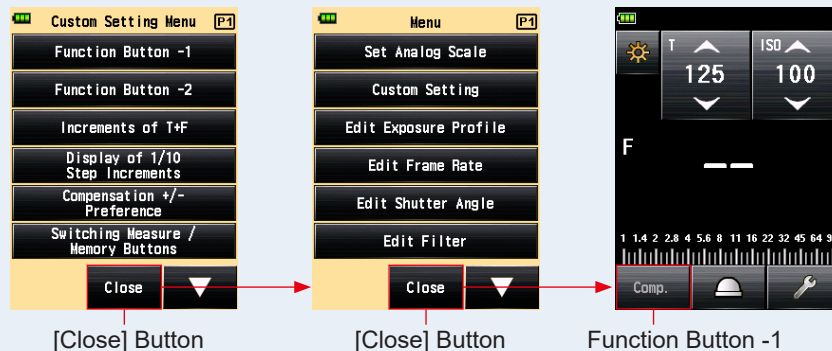 Custom Setting Menu P1
Function Button -1
Function Button -2
Increments of T+F
Display of 1/10
Step Increments
Compensation +/-
Preference
Switching Measure /
Memory Buttons
Close
[Close] Button
Menu P1
Set Analog Scale
Custom Setting
Edit Exposure Profile
Edit Frame Rate
Edit Shutter Angle
Edit Filter
Close
[Close] Button
T ISO
125 100
F
--
1 1.4 2 2.8 4 5.6 8 11 16 22 32 45 64 9
Comp.
Function Button -1